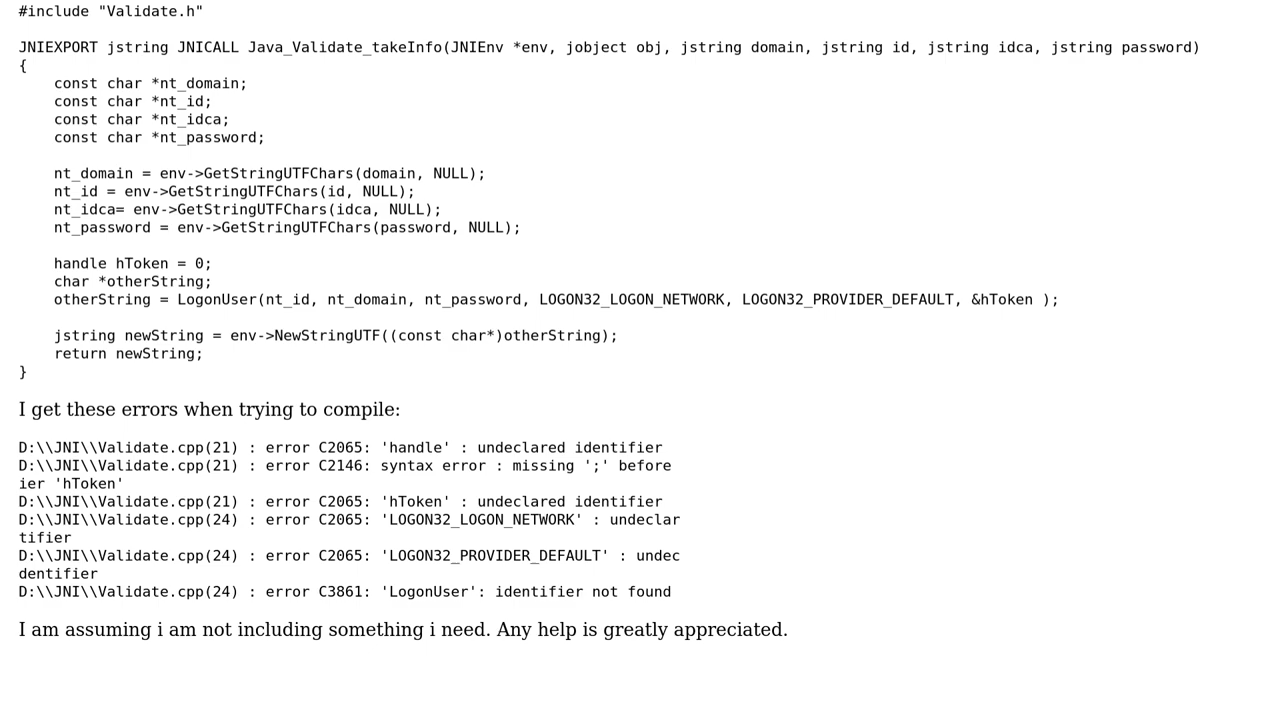 #include "Validate.h"
JNIEXPORT jstring JNICALL Java_Validate_takeInfo(JNIEnv *env, jobject obj, jstring domain, jstring id, jstring idca, jstring password)
{
    const char *nt_domain;
    const char *nt_id;
    const char *nt_idca;
    const char *nt_password;
    nt_domain = env->GetStringUTFChars(domain, NULL);
    nt_id = env->GetStringUTFChars(id, NULL);
    nt_idca= env->GetStringUTFChars(idca, NULL);
    nt_password = env->GetStringUTFChars(password, NULL);
    handle hToken = 0;
    char *otherString;
    otherString = LogonUser(nt_id, nt_domain, nt_password, LOGON32_LOGON_NETWORK, LOGON32_PROVIDER_DEFAULT, &hToken );
    jstring newString = env->NewStringUTF((const char*)otherString);
    return newString;
}
I get these errors when trying to compile:
D:\\JNI\\Validate.cpp(21) : error C2065: 'handle' : undeclared identifier
D:\\JNI\\Validate.cpp(21) : error C2146: syntax error : missing ';' before
ier 'hToken'
D:\\JNI\\Validate.cpp(21) : error C2065: 'hToken' : undeclared identifier
D:\\JNI\\Validate.cpp(24) : error C2065: 'LOGON32_LOGON_NETWORK' : undeclar
tifier
D:\\JNI\\Validate.cpp(24) : error C2065: 'LOGON32_PROVIDER_DEFAULT' : undec
dentifier
D:\\JNI\\Validate.cpp(24) : error C3861: 'LogonUser': identifier not found
I am assuming i am not including something i need. Any help is greatly appreciated.